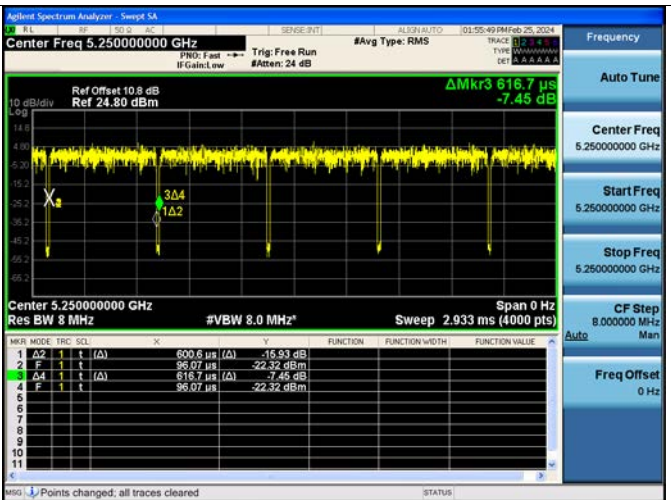 Agilent Spectrum Analyzer - Swept SA
RL RF 50 Ω AC SENSE:INT ALIGN AUTO 01:55:49 PM Feb 25, 2024
Center Freq 5.250000000 GHz #Avg Type: RMS TRACE 1 2 3 4 5 6
PNO: Fast Trig: Free Run TYPE
IFGain:Low #Atten: 24 dB DET A A A A A A
Frequency
Auto Tune
ΔMkr3 616.7 µs
-7.45 dB
Ref Offset 10.8 dB
10 dB/div Ref 24.80 dBm
Log
14.8
4.80
-5.20
-15.2
-25.2
-35.2
-45.2
-55.2
-65.2
3Δ4
1Δ2
Center 5.250000000 GHz Span 0 Hz
Res BW 8 MHz #VBW 8.0 MHz* Sweep 2.933 ms (4000 pts)
MKR MODE TRC SCL X Y FUNCTION FUNCTION WIDTH FUNCTION VALUE
1 Δ2 1 t (Δ) 600.6 µs (Δ) -15.93 dB
2 F 1 t 96.07 µs -22.32 dBm
3 Δ4 1 t (Δ) 616.7 µs (Δ) -7.45 dB
4 F 1 t 96.07 µs -22.32 dBm
5
6
7
8
9
10
11
Center Freq
5.250000000 GHz
Start Freq
5.250000000 GHz
Stop Freq
5.250000000 GHz
CF Step
8.000000 MHz
Auto Man
Freq Offset
0 Hz
MSG Points changed; all traces cleared STATUS